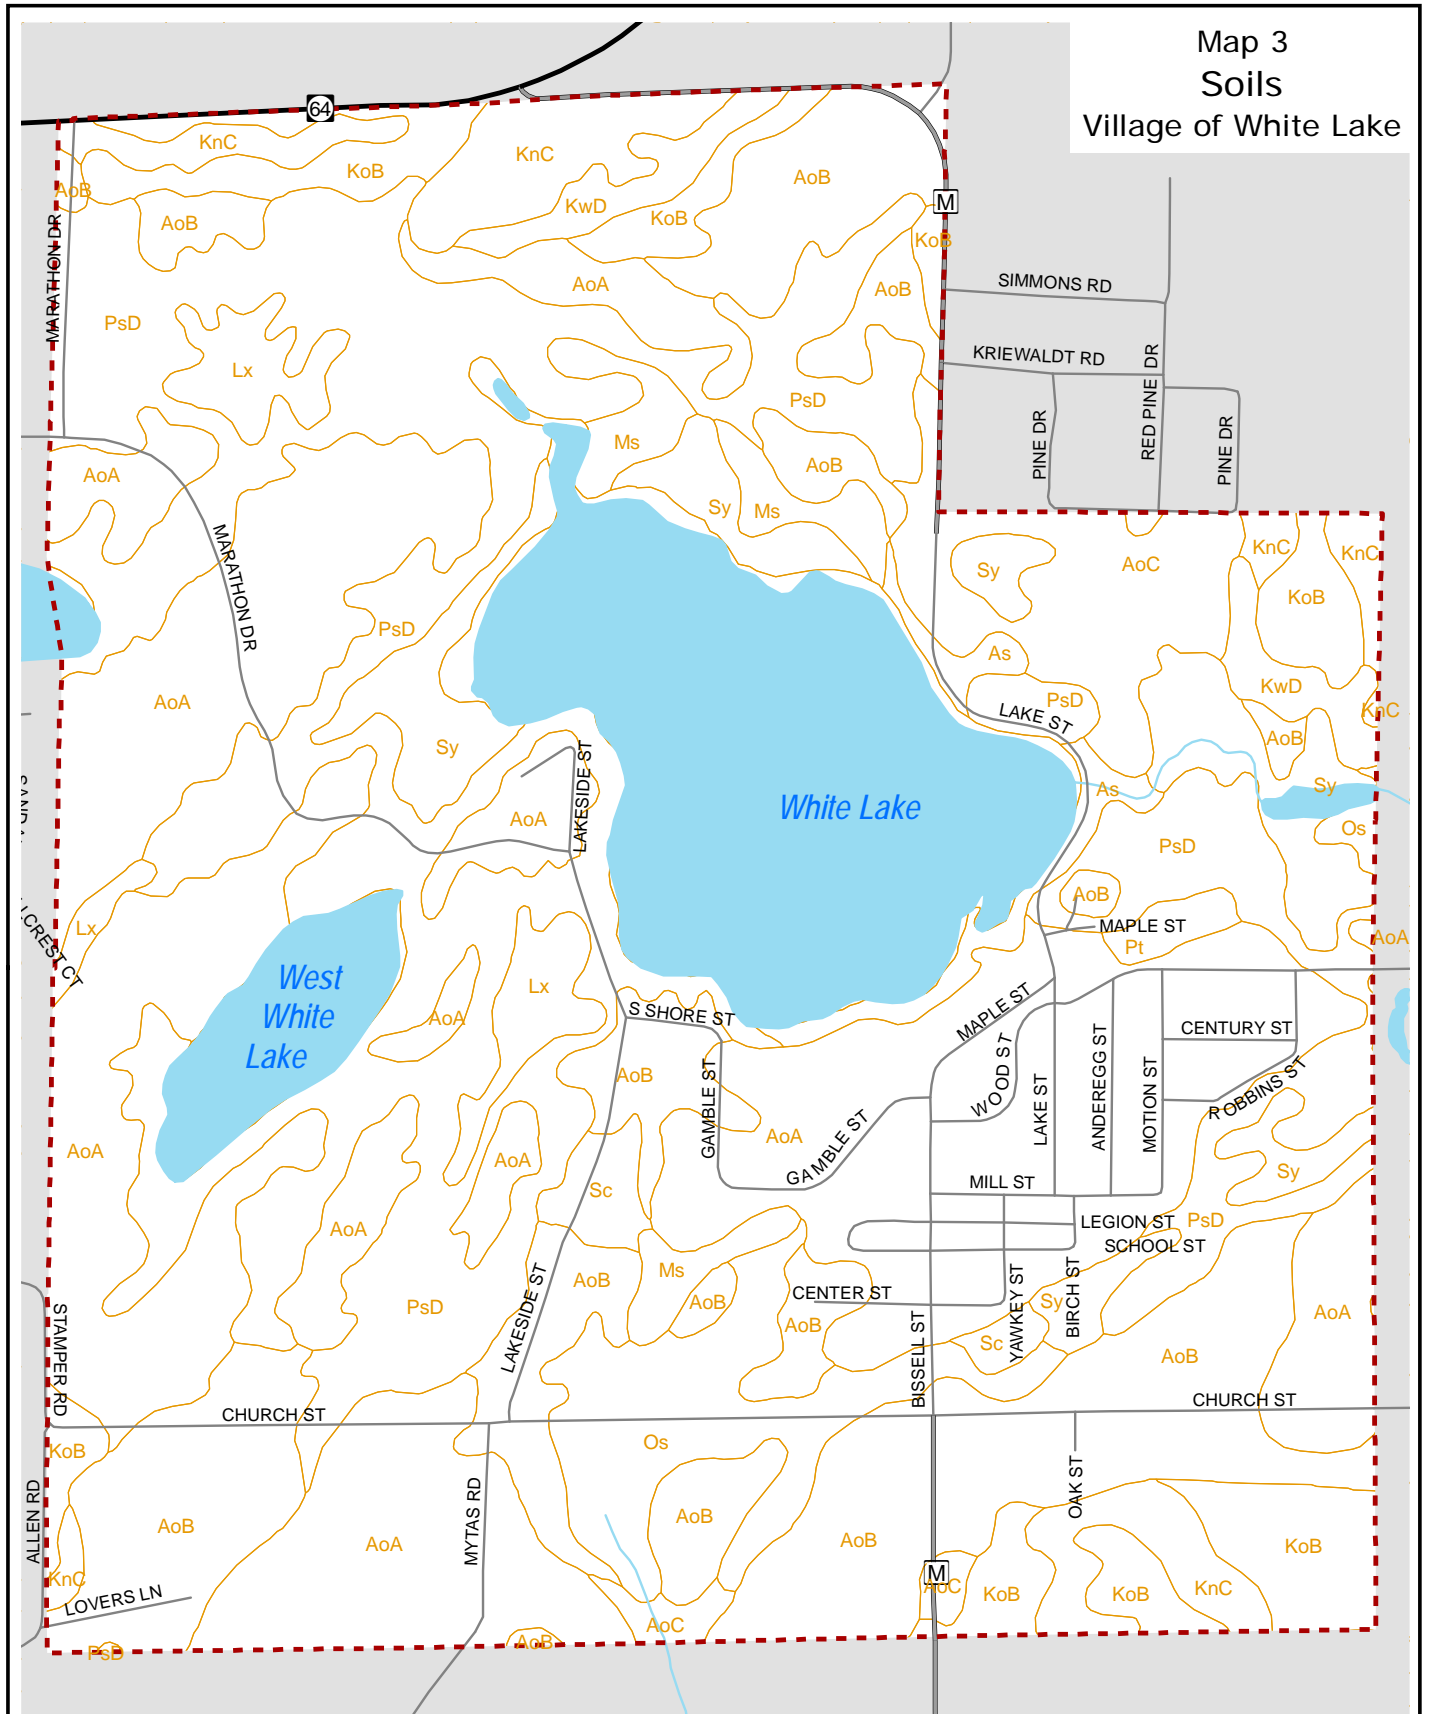 Map 3
Soils
Village of White Lake
64
KnC
KnC
KoB
AoB
AoB
AoB
KwD
KoB
M
KoB
MARATHON DR
AoA
AoB
SIMMONS RD
PsD
KRIEWALDT RD
RED PINE DR
Lx
PsD
PINE DR
PINE DR
Ms
AoB
AoA
Sy
Ms
MARATHON DR
Sy
AoC
KnC
KnC
KoB
PsD
As
KwD
PsD
KnC
AoA
LAKE ST
AoB
Sy
LAKESIDE ST
As
Sy
White Lake
AoA
Os
PsD
AoB
Lx
MAPLE ST
AoA
Pt
LCREST CT
West
White
Lake
Lx
AoA
S SHORE ST
MAPLE ST
CENTURY ST
WOOD ST
ANDEREGG ST
AoB
GAMBLE ST
LAKE ST
MOTION ST
ROBBINS ST
AoA
AoA
GAMBLE ST
AoA
Sy
Sc
MILL ST
AoA
PsD
LEGION ST
SCHOOL ST
Ms
AoB
CENTER ST
YAWKEY ST
BIRCH ST
Sy
AoB
PsD
AoA
LAKESIDE ST
AoB
STAMPER RD
Sc
AoB
BISSELL ST
CHURCH ST
CHURCH ST
KoB
Os
OAK ST
ALLEN RD
MYTAS RD
AoB
AoB
AoA
AoB
KoB
M
KnC
AoC
KoB
KoB
KnC
LOVERS LN
AoC
AoB
PsD